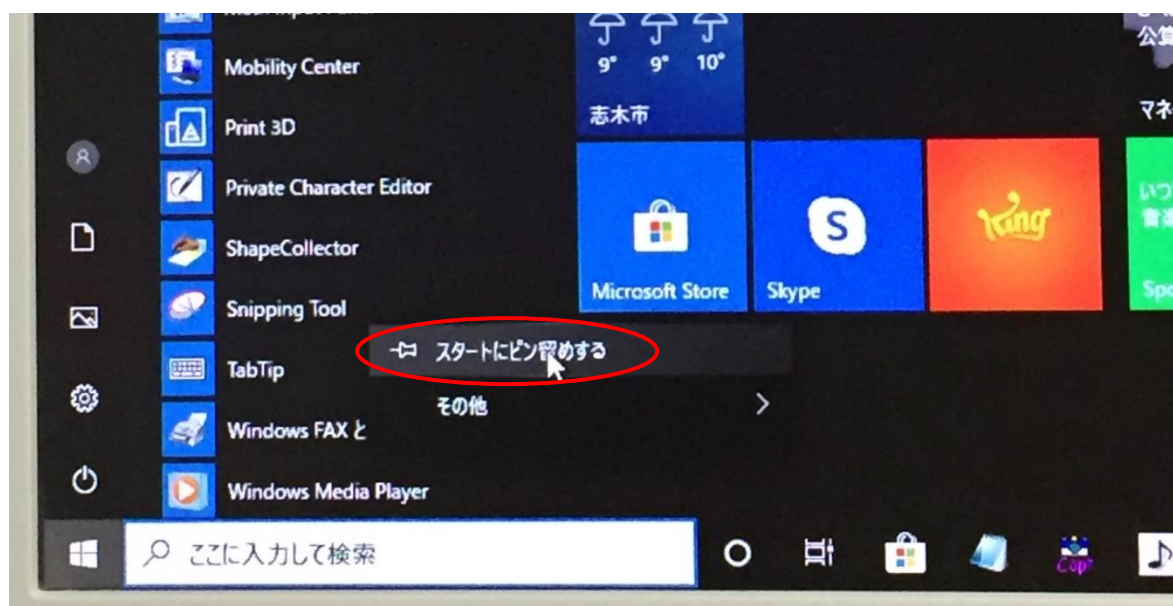 Mobility Center
Print 3D
Private Character Editor
ShapeCollector
Snipping Tool
TabTip
Windows FAX と
Windows Media Player
スタートにピン留めする
その他
9° 9° 10°
志木市
Microsoft Store
Skype
King
公算
マネ
いつ
音楽
Spo
ここに入力して検索
Cap